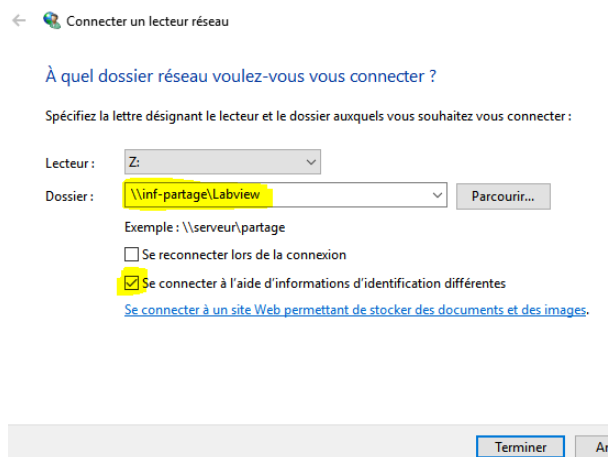 Connecter un lecteur réseau
À quel dossier réseau voulez-vous vous connecter ?
Spécifiez la lettre désignant le lecteur et le dossier auxquels vous souhaitez vous connecter :
Lecteur : Z:
Dossier : \\inf-partage\Labview Parcourir...
Exemple : \\serveur\partage
Se reconnecter lors de la connexion
Se connecter à l'aide d'informations d'identification différentes
Se connecter à un site Web permettant de stocker des documents et des images.
Terminer